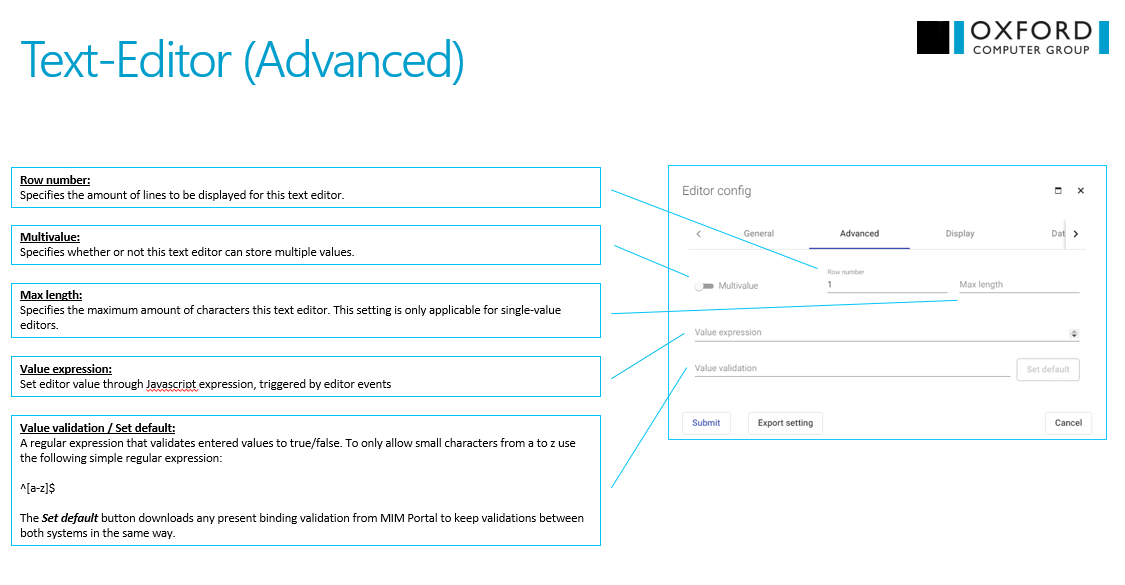 Text-Editor (Advanced)
OXFORD
COMPUTER GROUP
Row number:
Specifies the amount of lines to be displayed for this text editor.
Multivalue:
Specifies whether or not this text editor can store multiple values.
Max length:
Specifies the maximum amount of characters this text editor. This setting is only applicable for single-value
editors.
Value expression:
Set editor value through Javascript expression, triggered by editor events
Value validation / Set default:
A regular expression that validates entered values to true/false. To only allow small characters from a to z use
the following simple regular expression:
^[a-z]$
The Set default button downloads any present binding validation from MIM Portal to keep validations between
both systems in the same way.
Editor config
General Advanced Display Dat
Row number
Multivalue 1 Max length
Value expression
Value validation Set default
Submit Export setting Cancel